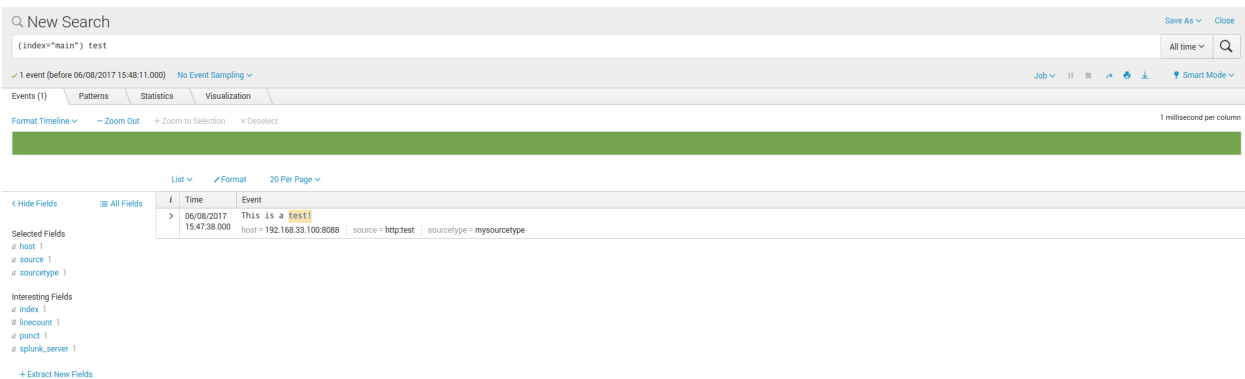 New Search
Save As Close
(index="main") test
All time
✓ 1 event (before 06/08/2017 15:48:11.000) No Event Sampling
Job Smart Mode
Events (1) Patterns Statistics Visualization
Format Timeline — Zoom Out + Zoom to Selection × Deselect
1 millisecond per column
List Format 20 Per Page
< Hide Fields All Fields
i Time Event
> 06/08/2017 This is a test!
15:47:38.000 host = 192.168.33.100:8088 source = http:test sourcetype = mysourcetype
Selected Fields
a host 1
a source 1
a sourcetype 1
Interesting Fields
a index 1
# linecount 1
a punct 1
a splunk_server 1
+ Extract New Fields